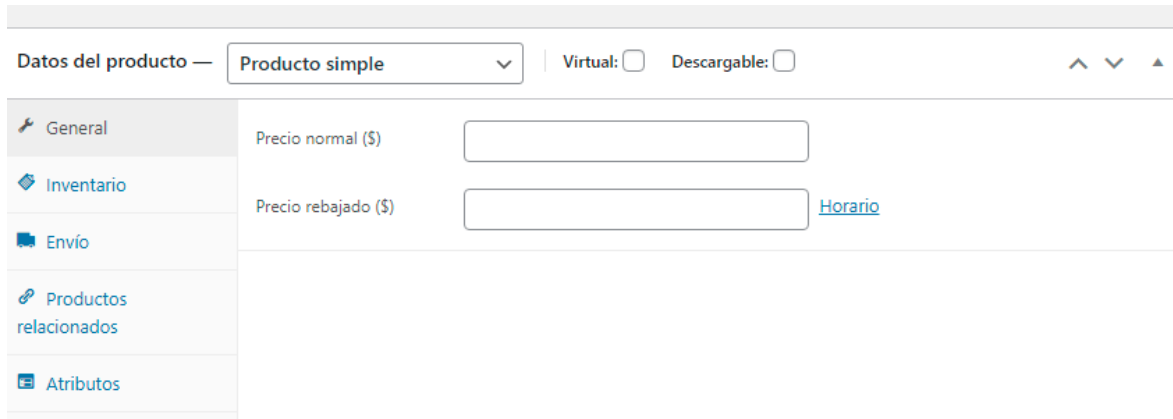 Datos del producto — Producto simple Virtual: Descargable:
General
Precio normal ($)
Inventario
Precio rebajado ($) Horario
Envío
Productos
relacionados
Atributos